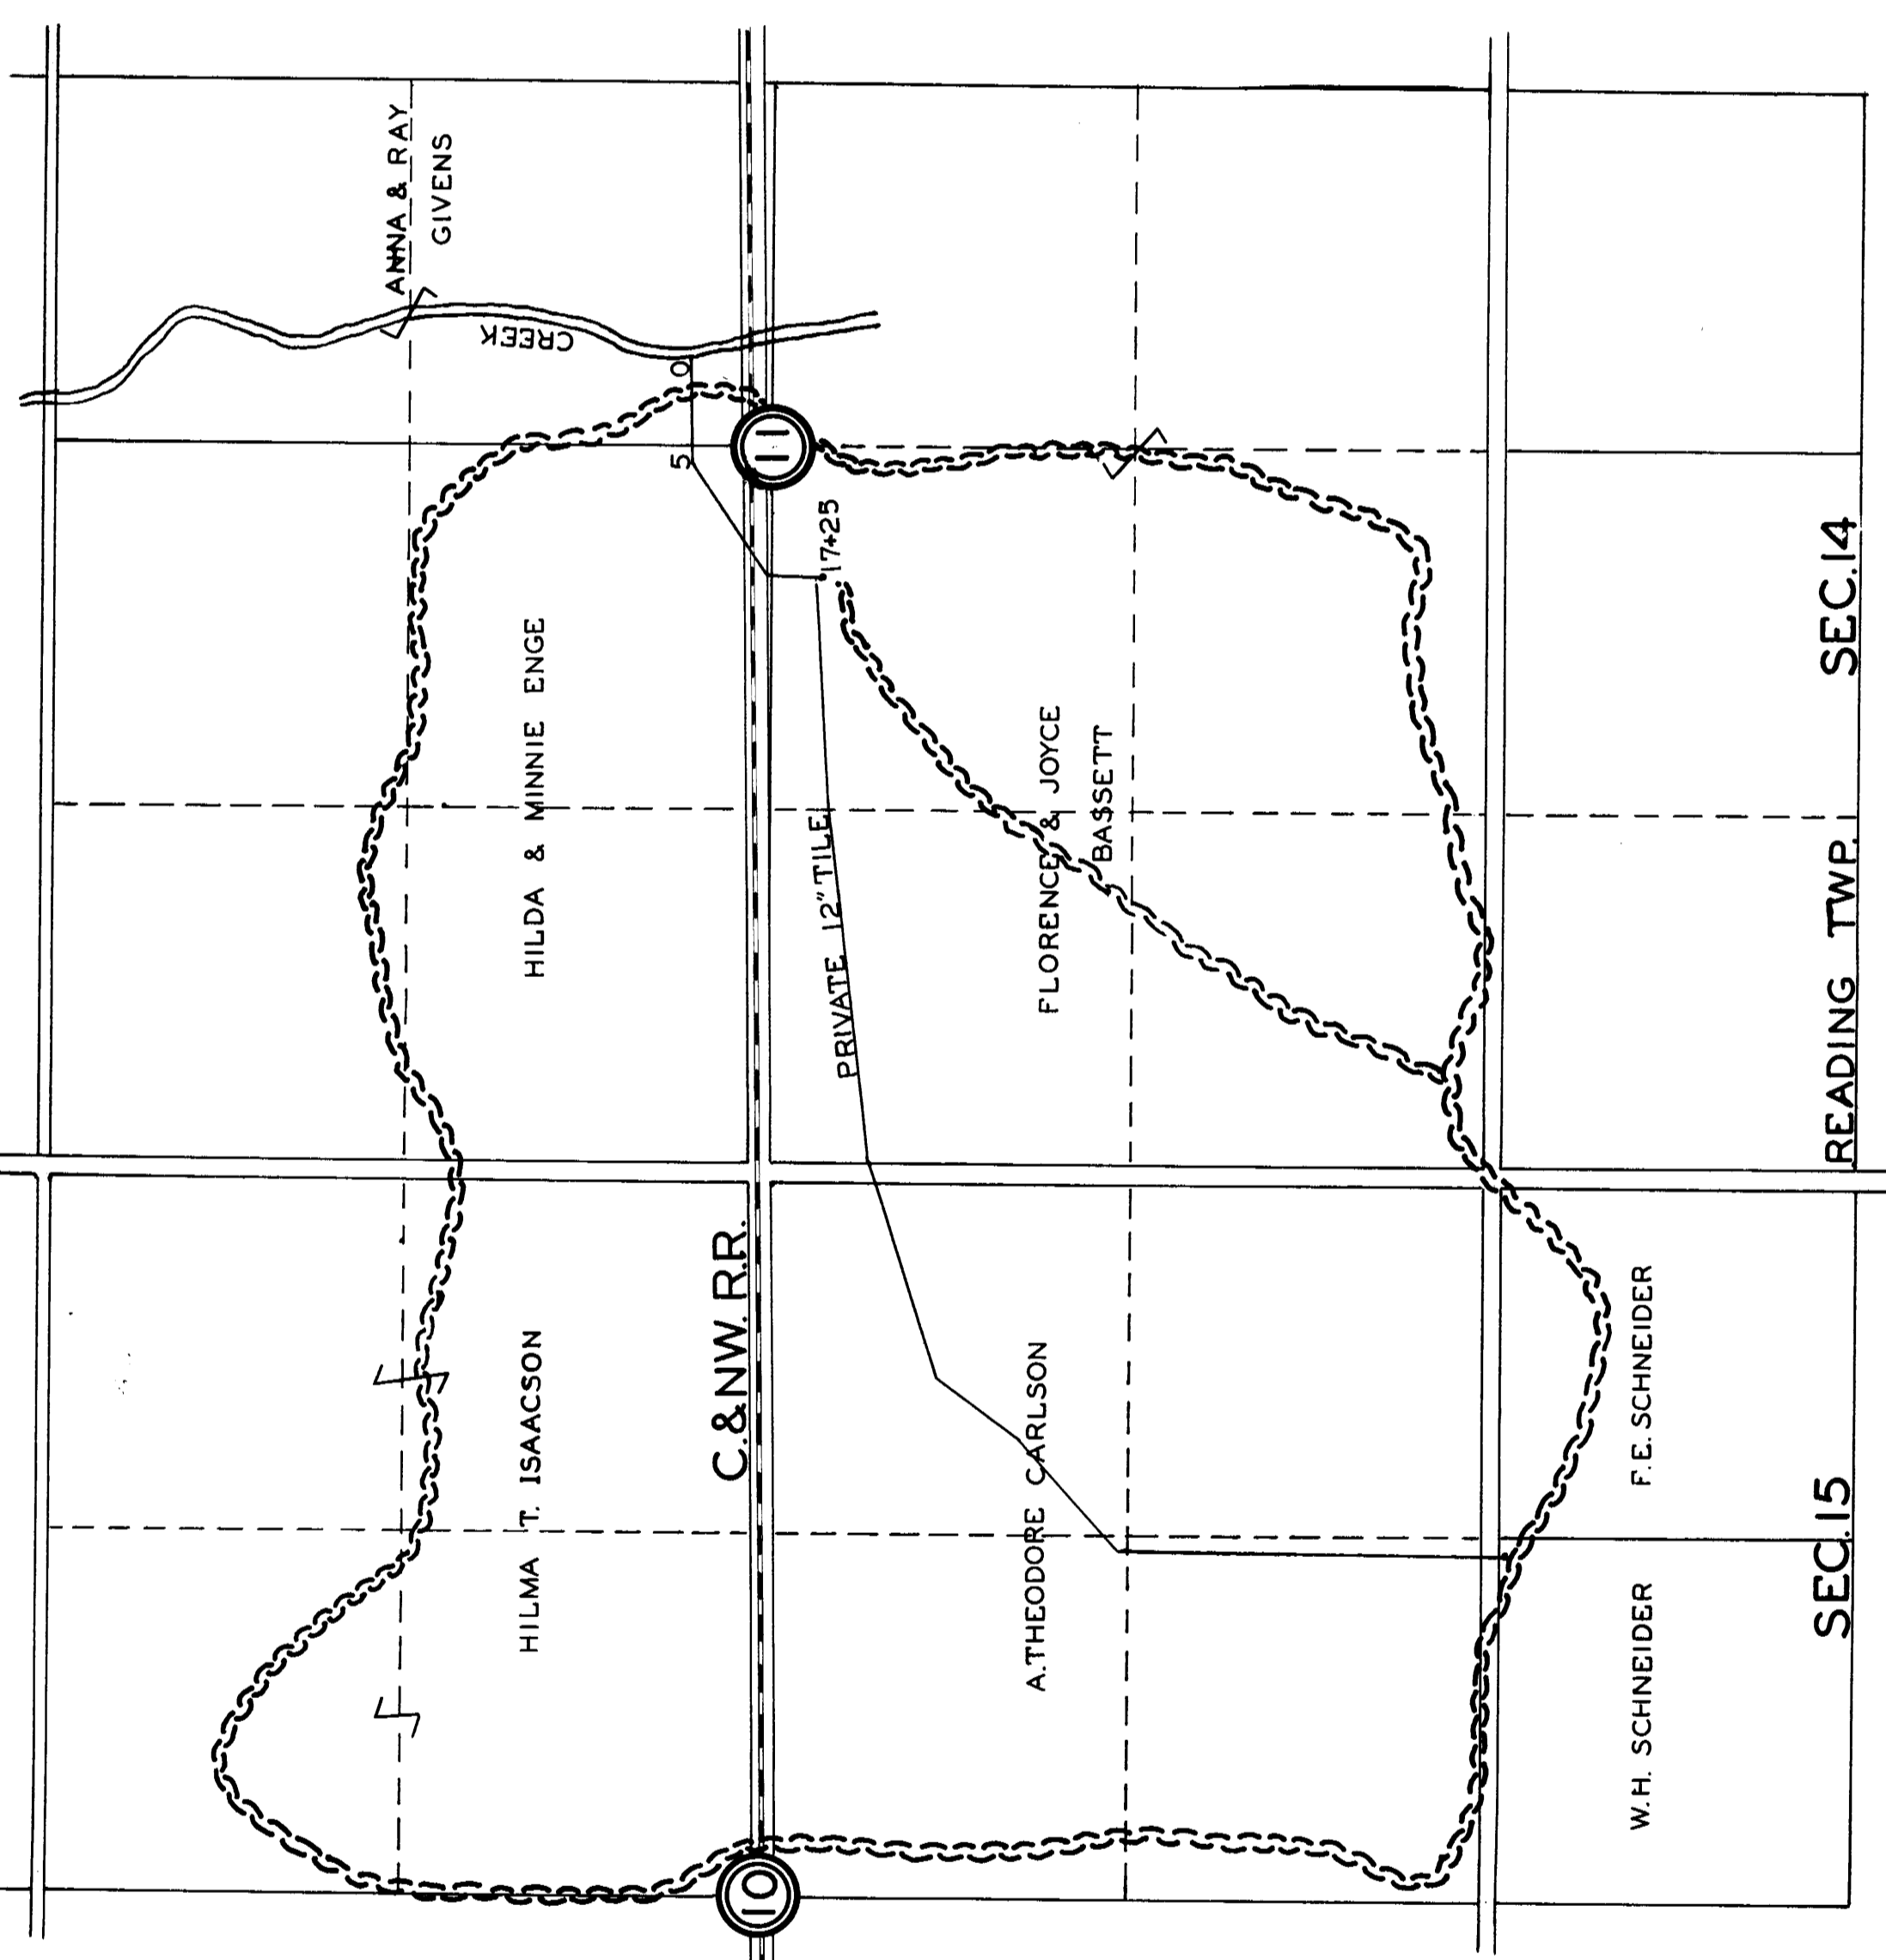 ANNA & RAY
GIVENS
CREEK
0
5
11
17+25
HILDA & MINNIE ENGE
PRIVATE 12" TILE
FLORENCE & JOYCE
BASSETT
SEC. 14
READING TWP.
C. & NW. R.R.
HILMA T. ISAACSON
A. THEODORE CARLSON
F. E. SCHNEIDER
W. H. SCHNEIDER
SEC. 15
10